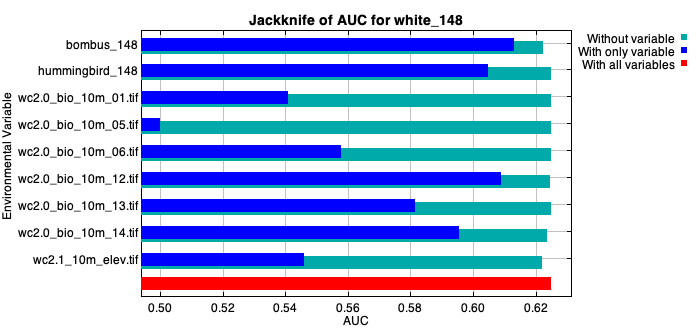 Jackknife of AUC for white_148
Without variable
With only variable
With all variables
Environmental Variable
bombus_148
hummingbird_148
wc2.0_bio_10m_01.tif
wc2.0_bio_10m_05.tif
wc2.0_bio_10m_06.tif
wc2.0_bio_10m_12.tif
wc2.0_bio_10m_13.tif
wc2.0_bio_10m_14.tif
wc2.1_10m_elev.tif
0.50 0.52 0.54 0.56 0.58 0.60 0.62
AUC